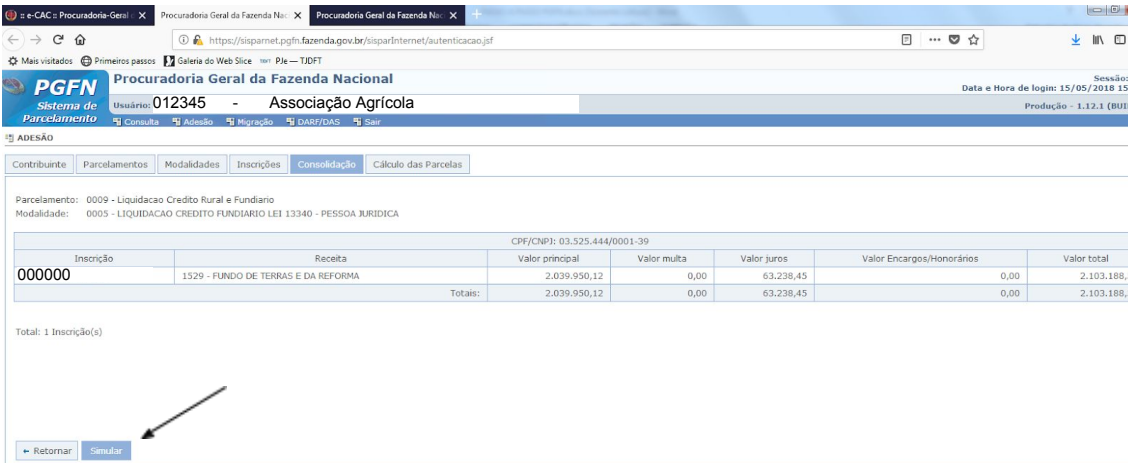 :: e-CAC :: Procuradoria-Geral d X Procuradoria Geral da Fazenda Nac X Procuradoria Geral da Fazenda Nac X +
https://sisparnet.pgfn.fazenda.gov.br/sisparInternet/autenticacao.jsf
Mais visitados Primeiros passos Galeria do Web Slice PJe — TJDFT
PGFN
Sistema de
Parcelamento
Procuradoria Geral da Fazenda Nacional
Sessão:
Data e Hora de login: 15/05/2018 15
Usuário: 012345 - Associação Agrícola
Produção - 1.12.1 (BUI
Consulta Adesão Migração DARF/DAS Sair
ADESÃO
Contribuinte Parcelamentos Modalidades Inscrições Consolidação Cálculo das Parcelas
Parcelamento: 0009 - Liquidacao Credito Rural e Fundiario
Modalidade: 0005 - LIQUIDACAO CREDITO FUNDIARIO LEI 13340 - PESSOA JURIDICA
CPF/CNPJ: 03.525.444/0001-39
Inscrição Receita Valor principal Valor multa Valor juros Valor Encargos/Honorários Valor total
000000 1529 - FUNDO DE TERRAS E DA REFORMA 2.039.950,12 0,00 63.238,45 0,00 2.103.188,
Totais: 2.039.950,12 0,00 63.238,45 0,00 2.103.188,
Total: 1 Inscrição(s)
Retornar Simular